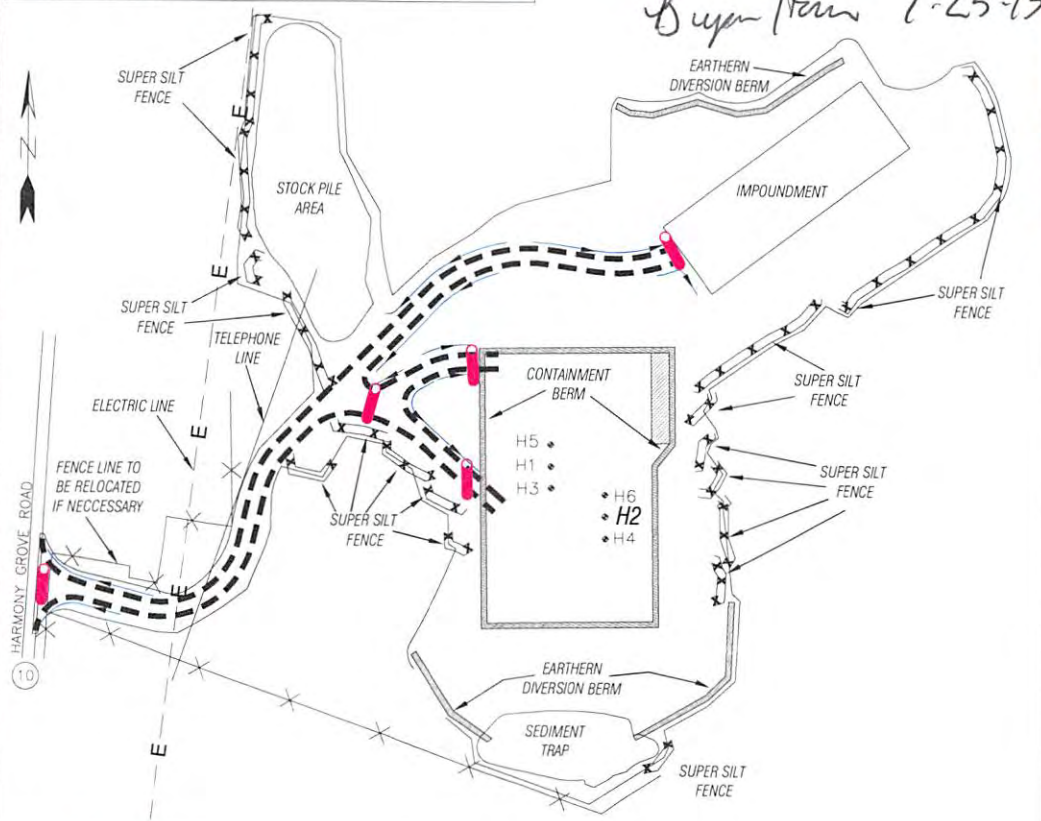 SUPER SILT
FENCE
EARTHERN
DIVERSION BERM
N
E
STOCK PILE
AREA
IMPOUNDMENT
SUPER SILT
FENCE
E
SUPER SILT
FENCE
TELEPHONE
LINE
CONTAINMENT
BERM
SUPER SILT
FENCE
ELECTRIC LINE
E
H5
H1
H3
H6
H2
H4
FENCE LINE TO
BE RELOCATED
IF NECCESSARY
SUPER SILT
FENCE
SUPER SILT
FENCE
HARMONY GROVE ROAD
10
E
EARTHERN
DIVERSION BERM
SEDIMENT
TRAP
E
SUPER SILT
FENCE